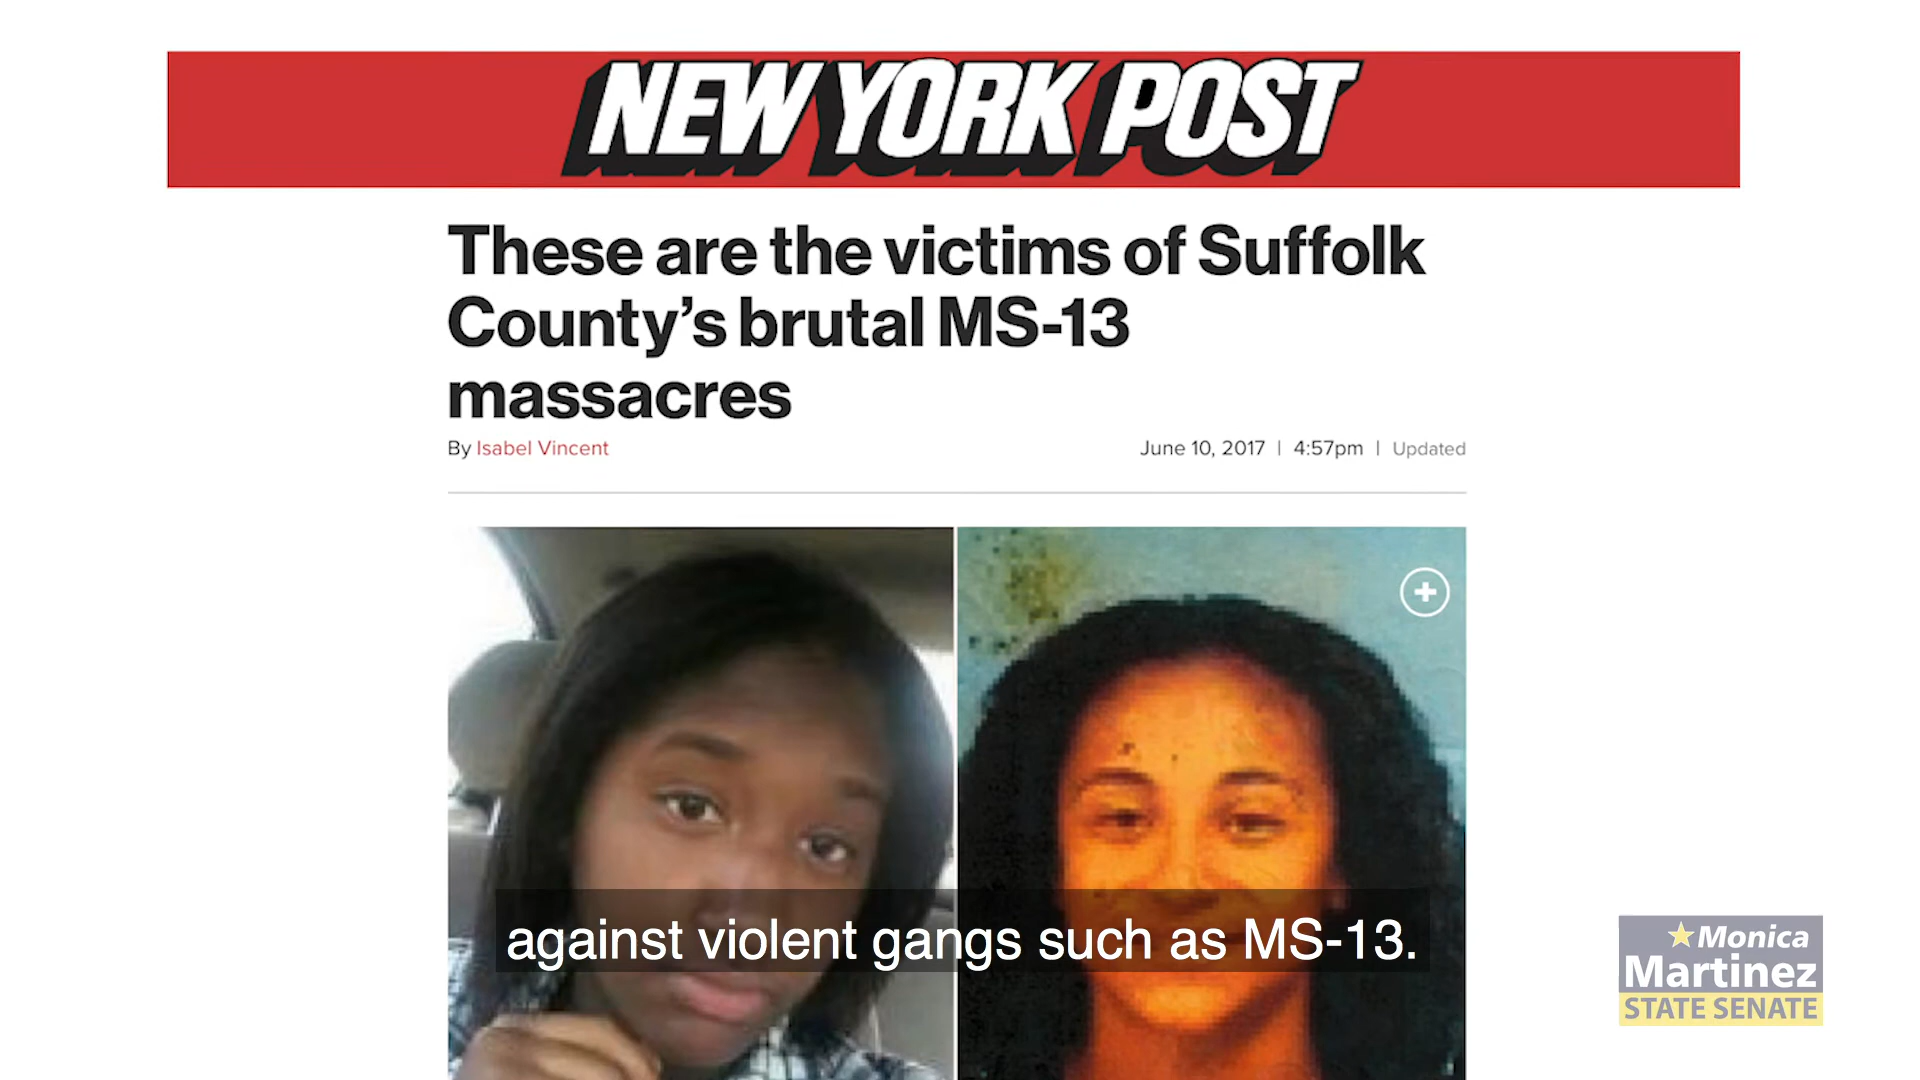 NEW YORK POST
These are the victims of Suffolk
County’s brutal MS-13
massacres
By Isabel Vincent
June 10, 2017 | 4:57pm | Updated
against violent gangs such as MS-13.
Monica
Martinez
STATE SENATE